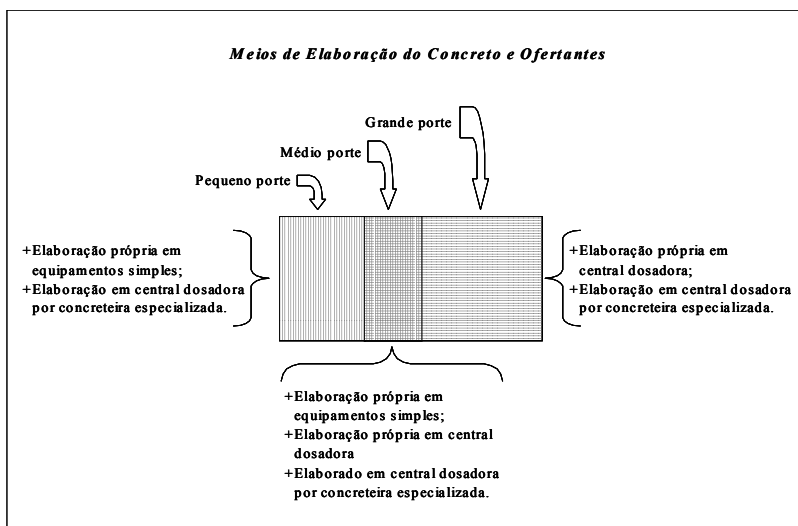 Meios de Elaboração do Concreto e Ofertantes
Grande porte
Médio porte
Pequeno porte
+Elaboração própria em
equipamentos simples;
+Elaboração em central dosadora
por concreteira especializada.
+Elaboração própria em
central dosadora;
+Elaboração em central dosadora
por concreteira especializada.
+Elaboração própria em
equipamentos simples;
+Elaboração própria em central
dosadora
+Elaborado em central dosadora
por concreteira especializada.